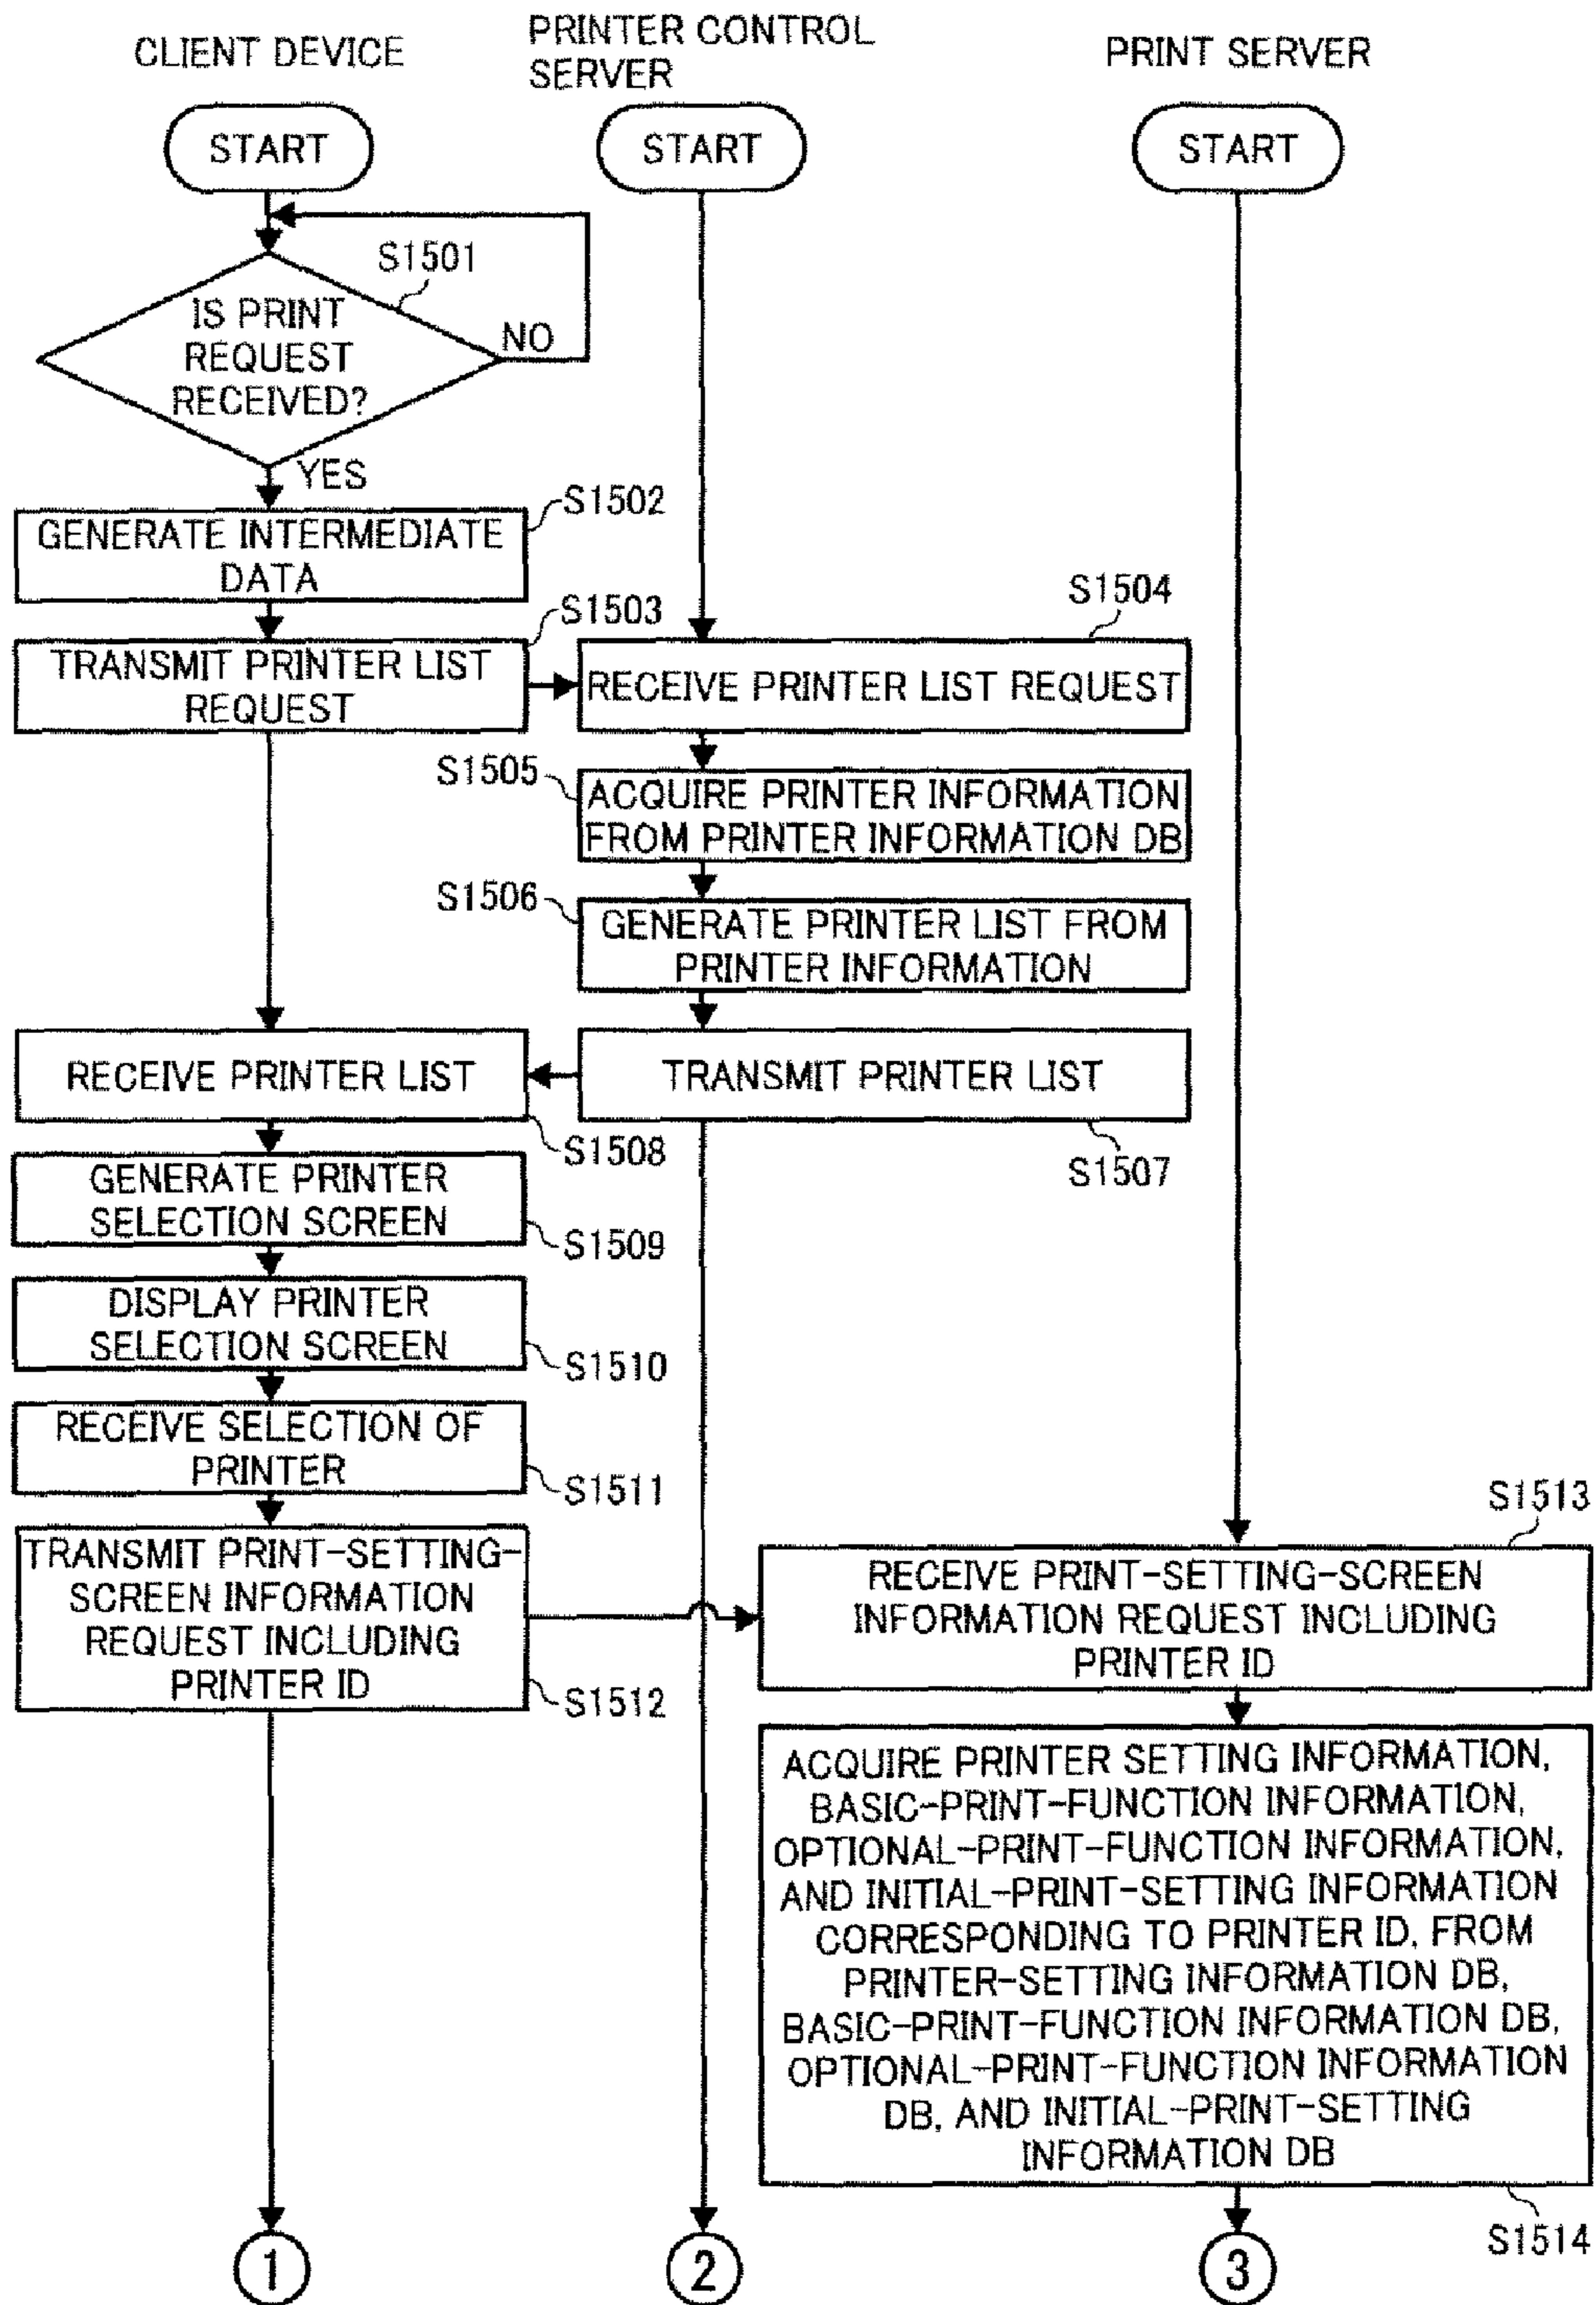 CLIENT DEVICE
PRINTER CONTROL
SERVER
PRINT SERVER
START
START
START
S1501
IS PRINT
REQUEST
RECEIVED?
NO
YES
S1502
GENERATE INTERMEDIATE
DATA
S1503
TRANSMIT PRINTER LIST
REQUEST
S1504
RECEIVE PRINTER LIST REQUEST
S1505
ACQUIRE PRINTER INFORMATION
FROM PRINTER INFORMATION DB
S1506
GENERATE PRINTER LIST FROM
PRINTER INFORMATION
TRANSMIT PRINTER LIST
S1507
RECEIVE PRINTER LIST
S1508
GENERATE PRINTER
SELECTION SCREEN
S1509
DISPLAY PRINTER
SELECTION SCREEN
S1510
RECEIVE SELECTION OF
PRINTER
S1511
TRANSMIT PRINT-SETTING-
SCREEN INFORMATION
REQUEST INCLUDING
PRINTER ID
S1512
S1513
RECEIVE PRINT-SETTING-SCREEN
INFORMATION REQUEST INCLUDING
PRINTER ID
ACQUIRE PRINTER SETTING INFORMATION,
BASIC-PRINT-FUNCTION INFORMATION,
OPTIONAL-PRINT-FUNCTION INFORMATION,
AND INITIAL-PRINT-SETTING INFORMATION
CORRESPONDING TO PRINTER ID, FROM
PRINTER-SETTING INFORMATION DB,
BASIC-PRINT-FUNCTION INFORMATION DB,
OPTIONAL-PRINT-FUNCTION INFORMATION
DB, AND INITIAL-PRINT-SETTING
INFORMATION DB
S1514
1
2
3